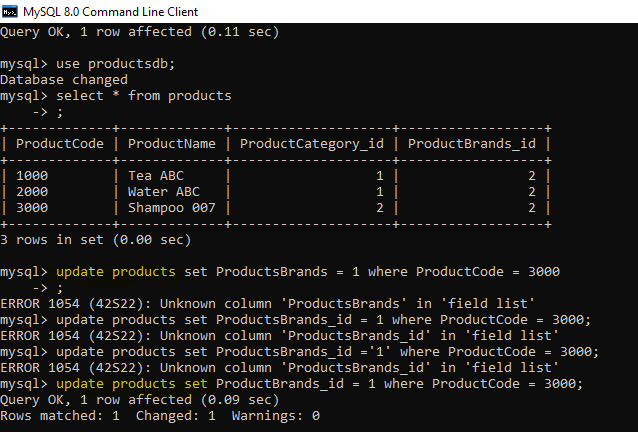 MySQL 8.0 Command Line Client
Query OK, 1 row affected (0.11 sec)
mysql> use productsdb;
Database changed
mysql> select * from products
    -> ;
+-------------+-------------+--------------------+------------------+
| ProductCode | ProductName | ProductCategory_id | ProductBrands_id |
+-------------+-------------+--------------------+------------------+
| 1000        | Tea ABC     |                  1 |                2 |
| 2000        | Water ABC   |                  1 |                2 |
| 3000        | Shampoo 007 |                  2 |                2 |
+-------------+-------------+--------------------+------------------+
3 rows in set (0.00 sec)
mysql> update products set ProductsBrands = 1 where ProductCode = 3000
    -> ;
ERROR 1054 (42S22): Unknown column 'ProductsBrands' in 'field list'
mysql> update products set ProductsBrands_id = 1 where ProductCode = 3000;
ERROR 1054 (42S22): Unknown column 'ProductsBrands_id' in 'field list'
mysql> update products set ProductsBrands_id ='1' where ProductCode = 3000;
ERROR 1054 (42S22): Unknown column 'ProductsBrands_id' in 'field list'
mysql> update products set ProductBrands_id = 1 where ProductCode = 3000;
Query OK, 1 row affected (0.09 sec)
Rows matched: 1  Changed: 1  Warnings: 0